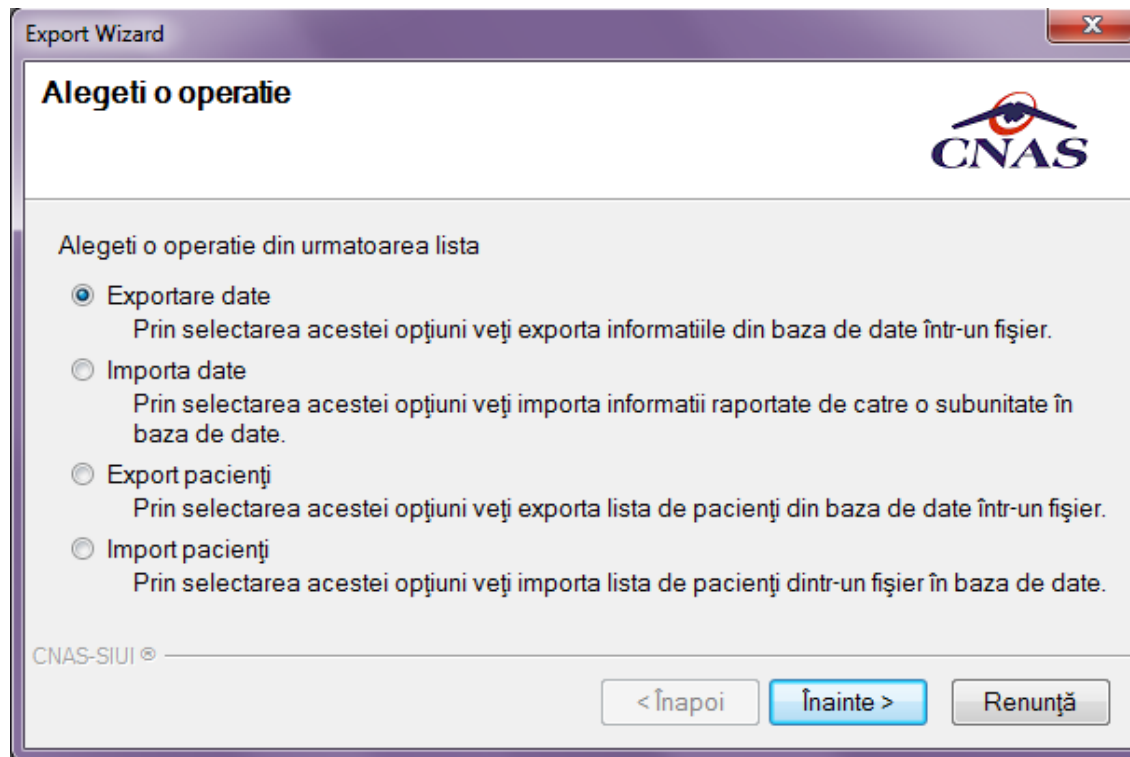 Export Wizard
Alegeti o operatie
CNAS
Alegeti o operatie din urmatoarea lista
Exportare date
Prin selectarea acestei opţiuni veţi exporta informatiile din baza de date într-un fişier.
Importa date
Prin selectarea acestei opţiuni veţi importa informatii raportate de catre o subunitate în
baza de date.
Export pacienţi
Prin selectarea acestei opţiuni veţi exporta lista de pacienţi din baza de date într-un fişier.
Import pacienţi
Prin selectarea acestei opţiuni veţi importa lista de pacienţi dintr-un fişier în baza de date.
CNAS-SIUI ®
< Înapoi Înainte > Renunţă